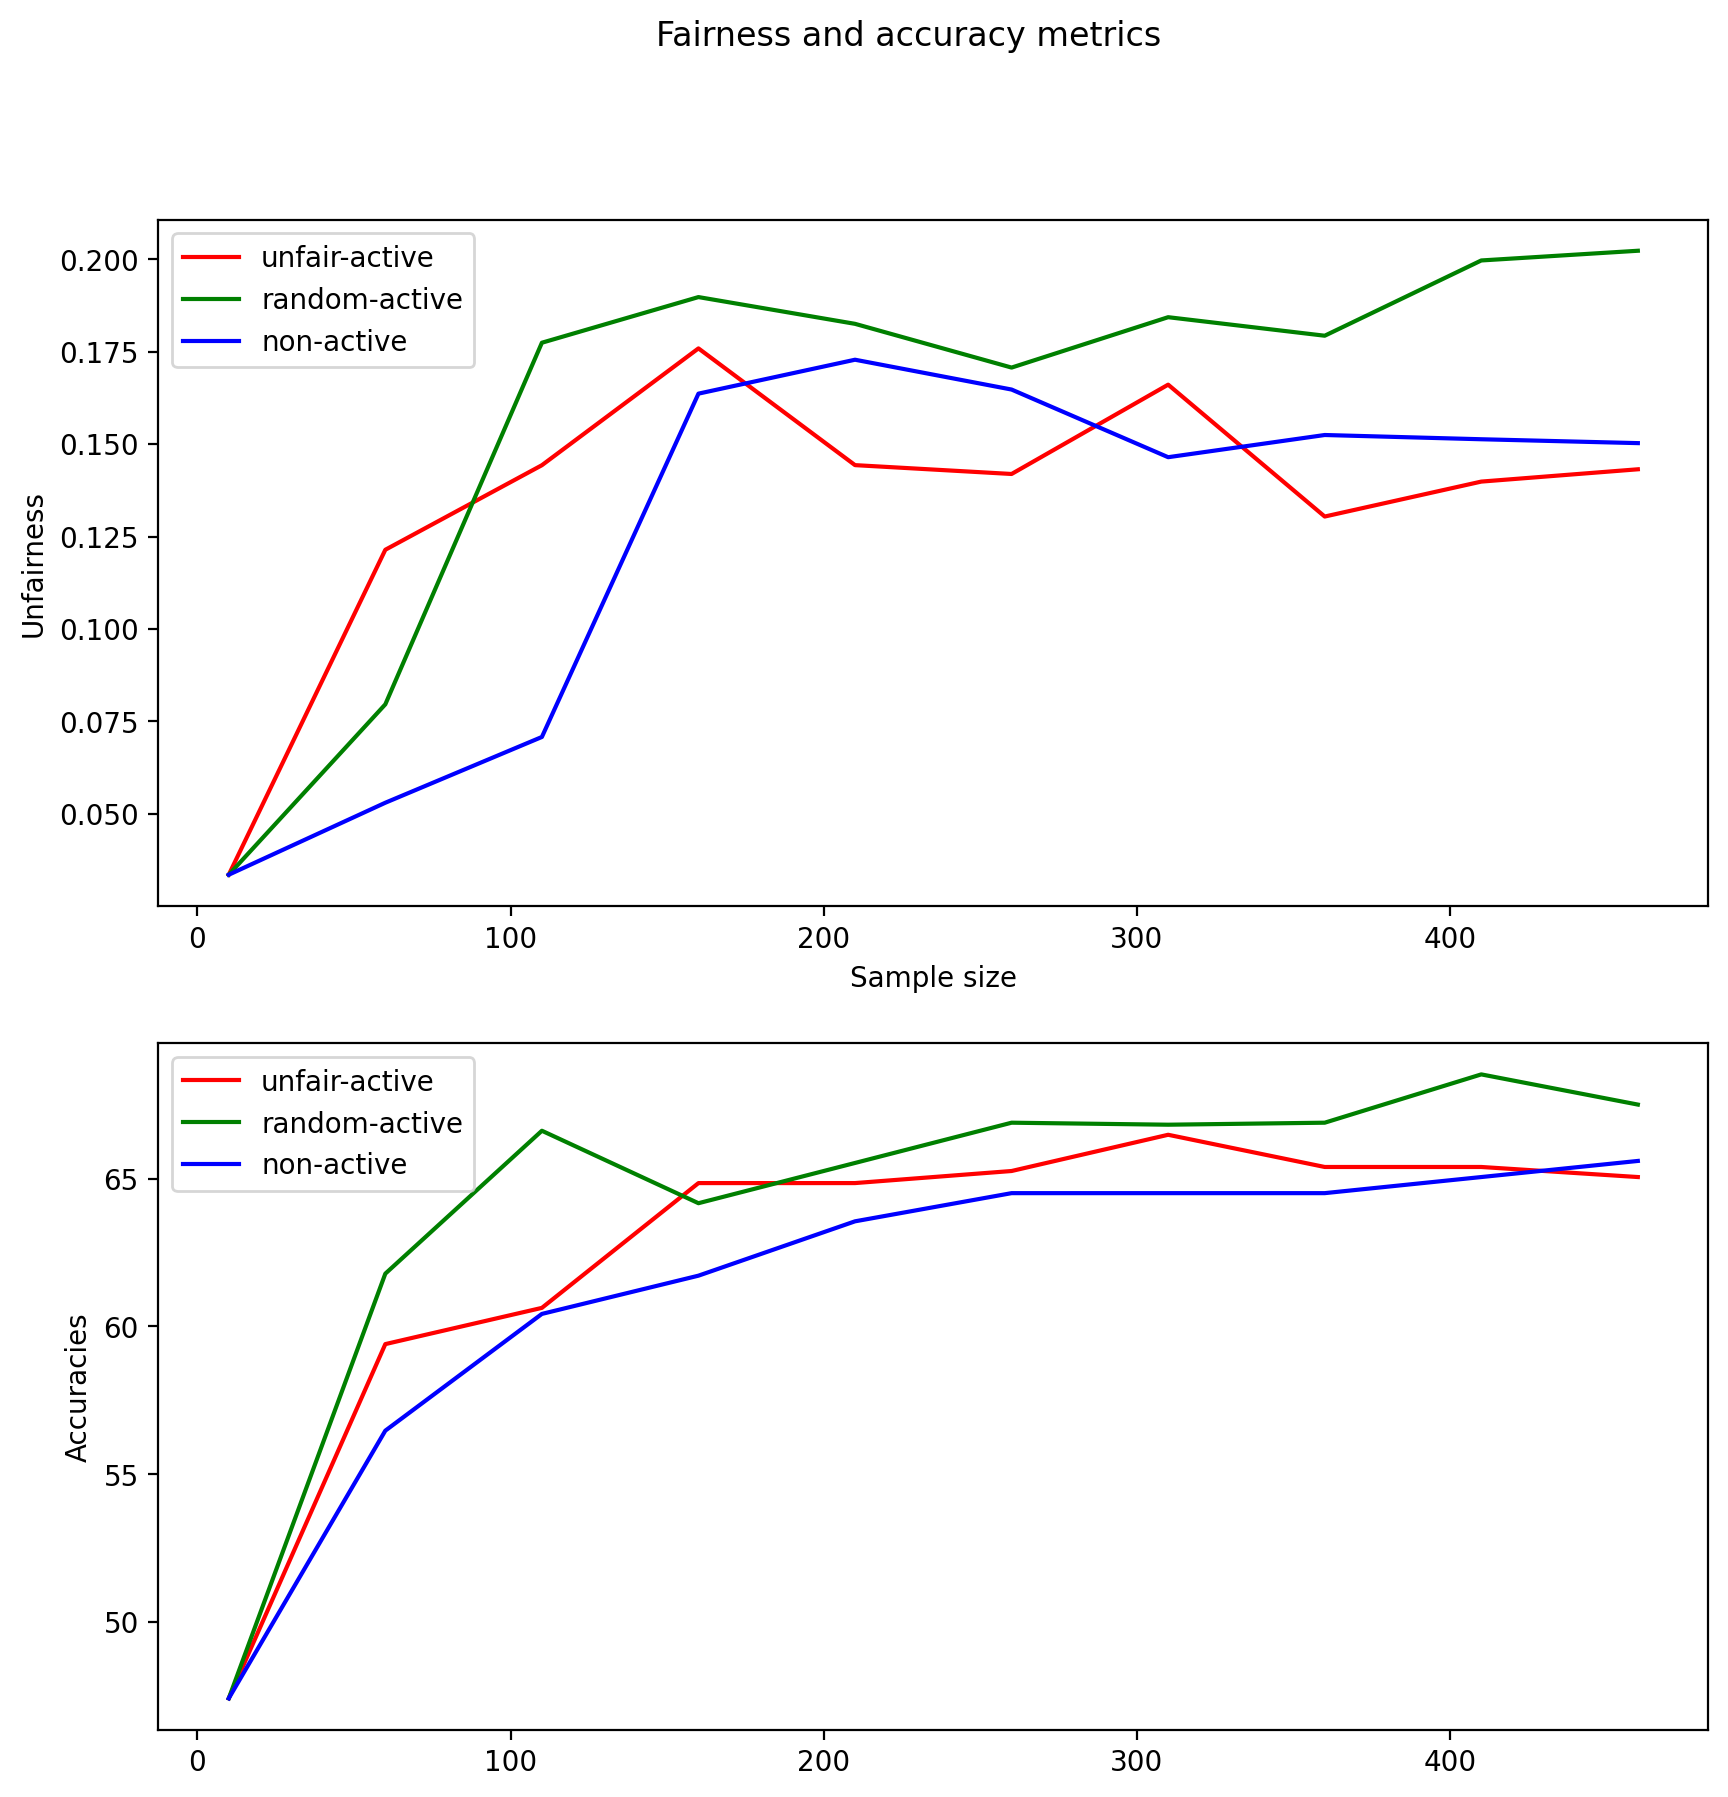 Fairness and accuracy metrics
unfair-active
random-active
non-active
0.200
0.175
0.150
0.125
0.100
0.075
0.050
Unfairness
0 100 200 300 400
Sample size
unfair-active
random-active
non-active
65
60
55
50
Accuracies
0 100 200 300 400